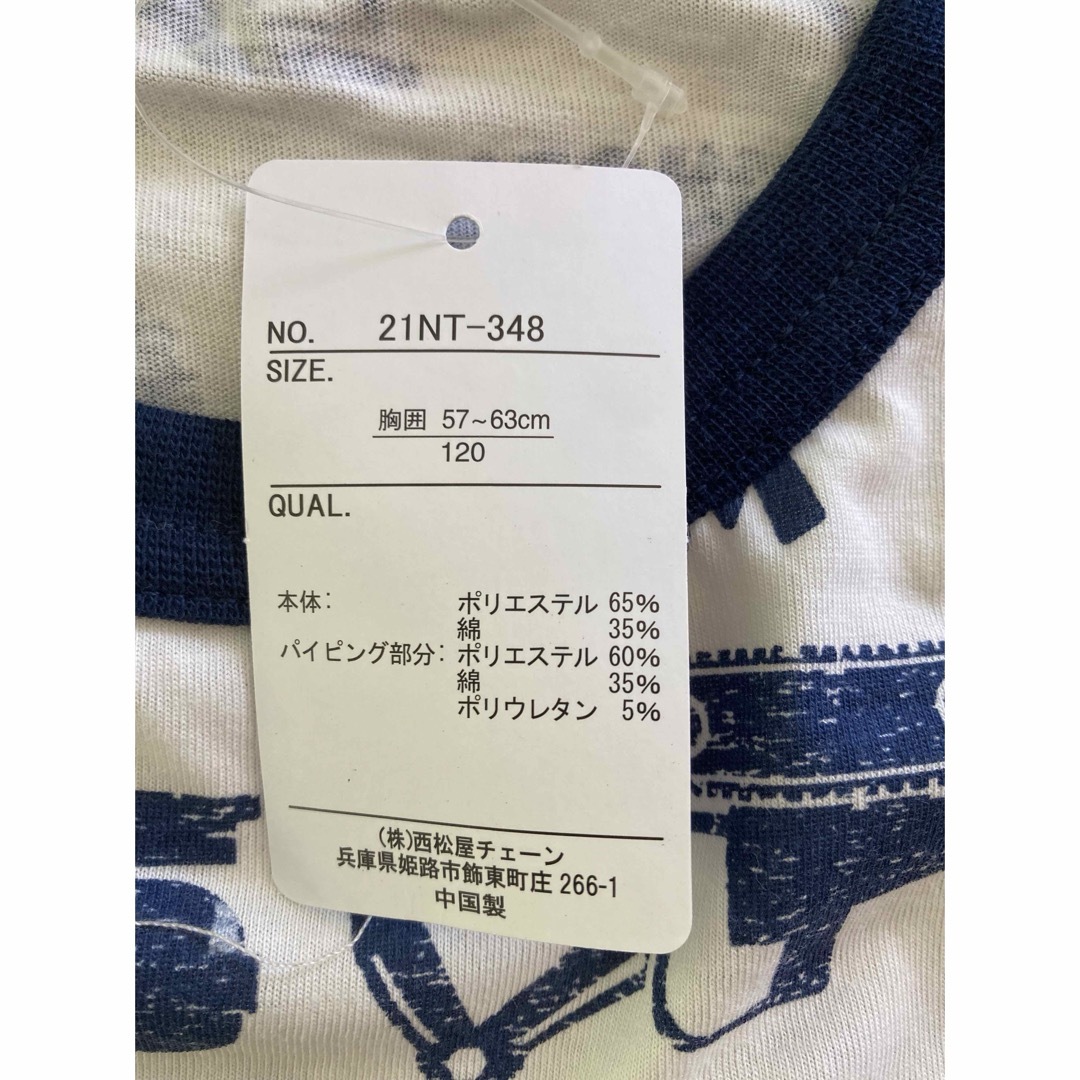 NO. 21NT-348
SIZE.
胸囲 57~63cm
120
QUAL.
本体: ポリエステル 65%
綿 35%
パイピング部分: ポリエステル 60%
綿 35%
ポリウレタン 5%
(株)西松屋チェーン
兵庫県姫路市飾東町庄 266-1
中国製